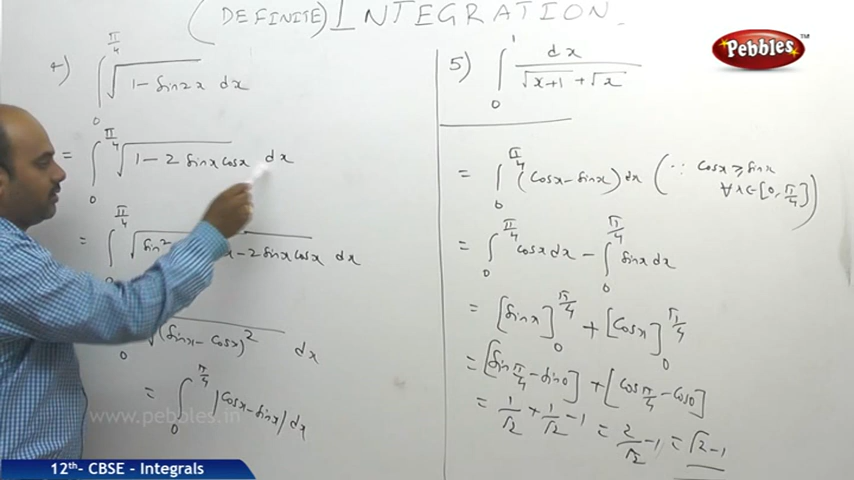 (DEFINITE) INTEGRATION.
Pebbles™
4) ∫₀^(π/4) √(1 - sin2x) dx
= ∫₀^(π/4) √(1 - 2 sinx cosx) dx
= ∫₀^(π/4) √(sin² x - 2 sinx cosx) dx
₀ √(sinx - cosx)² dx
= ∫₀^(π/4) |cosx - sinx| dx
5) ∫₀^1 dx / (√(x+1) + √x)
= ∫₀^(π/4) (cosx - sinx) dx (∵ cosx ≥ sinx
∀ x ∈ [0, π/4])
= ∫₀^(π/4) cosx dx - ∫₀^(π/4) sinx dx
= [sinx]₀^(π/4) + [cosx]₀^(π/4)
= [sin π/4 - sin0] + [cos π/4 - cos0]
= 1/√2 + 1/√2 - 1 = 2/√2 - 1 = √2 - 1
www.pebbles.in
12th- CBSE - Integrals